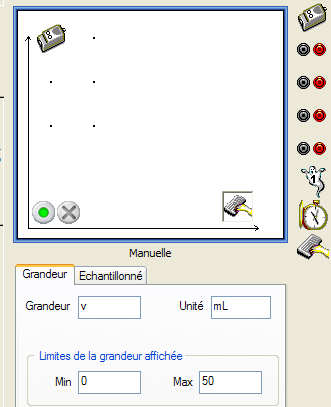 Manuelle
Grandeur Echantillonné
Grandeur v Unité mL
Limites de la grandeur affichée
Min 0 Max 50